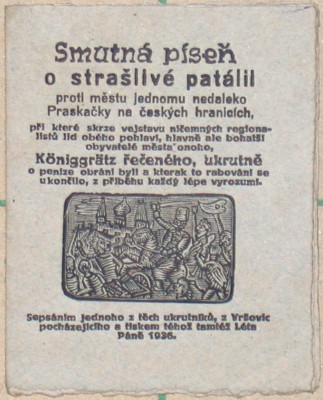 Smutná píseň
o strašlivé patálii
proti městu jednomu nedaleko
Praskačky na českých hranicích,
při které skrze vejstavu ničemných regiona-
listů lid obého pohlaví, hlavně ale bohatší
obyvatelé města onoho,
Königgrätz řečeného, ukrutně
o peníze obráni byli a kterak to rabování se
ukončilo, z příběhu každý lépe vyrozumí.
Sepsáním jednoho z těch ukrutníků, z Vršovic
pocházejícího a tiskem téhož tamtéž Léta
Páně 1936.